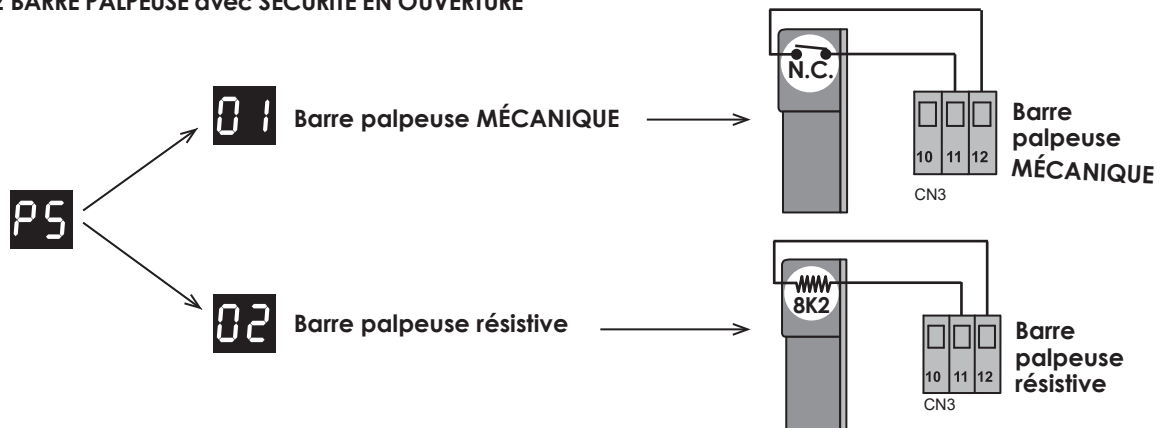 BARRE PALPEUSE avec SÉCURITÉ EN OUVERTURE
P5
01
Barre palpeuse MÉCANIQUE
N.C.
10 11 12
CN3
Barre
palpeuse
MÉCANIQUE
02
Barre palpeuse résistive
8K2
10 11 12
CN3
Barre
palpeuse
résistive